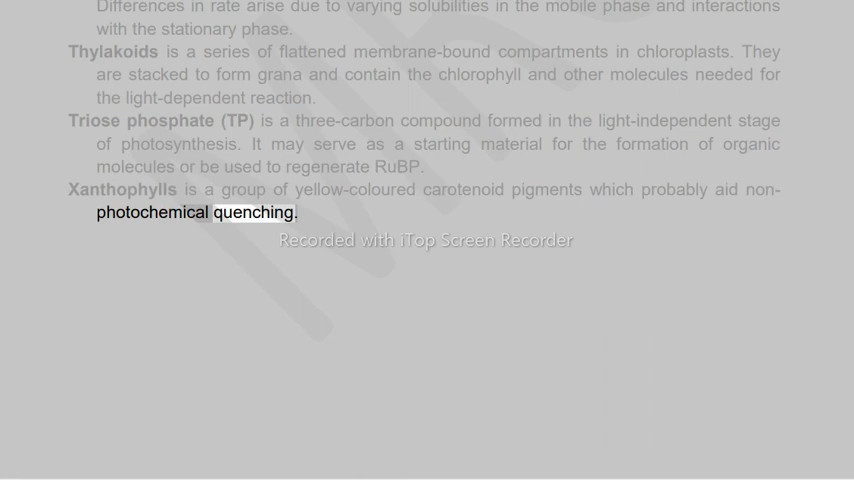 Differences in rate arise due to varying solubilities in the mobile phase and interactions
with the stationary phase.
Thylakoids is a series of flattened membrane-bound compartments in chloroplasts. They
are stacked to form grana and contain the chlorophyll and other molecules needed for
the light-dependent reaction.
Triose phosphate (TP) is a three-carbon compound formed in the light-independent stage
of photosynthesis. It may serve as a starting material for the formation of organic
molecules or be used to regenerate RuBP.
Xanthophylls is a group of yellow-coloured carotenoid pigments which probably aid non-
photochemical quenching.
Recorded with iTop Screen Recorder